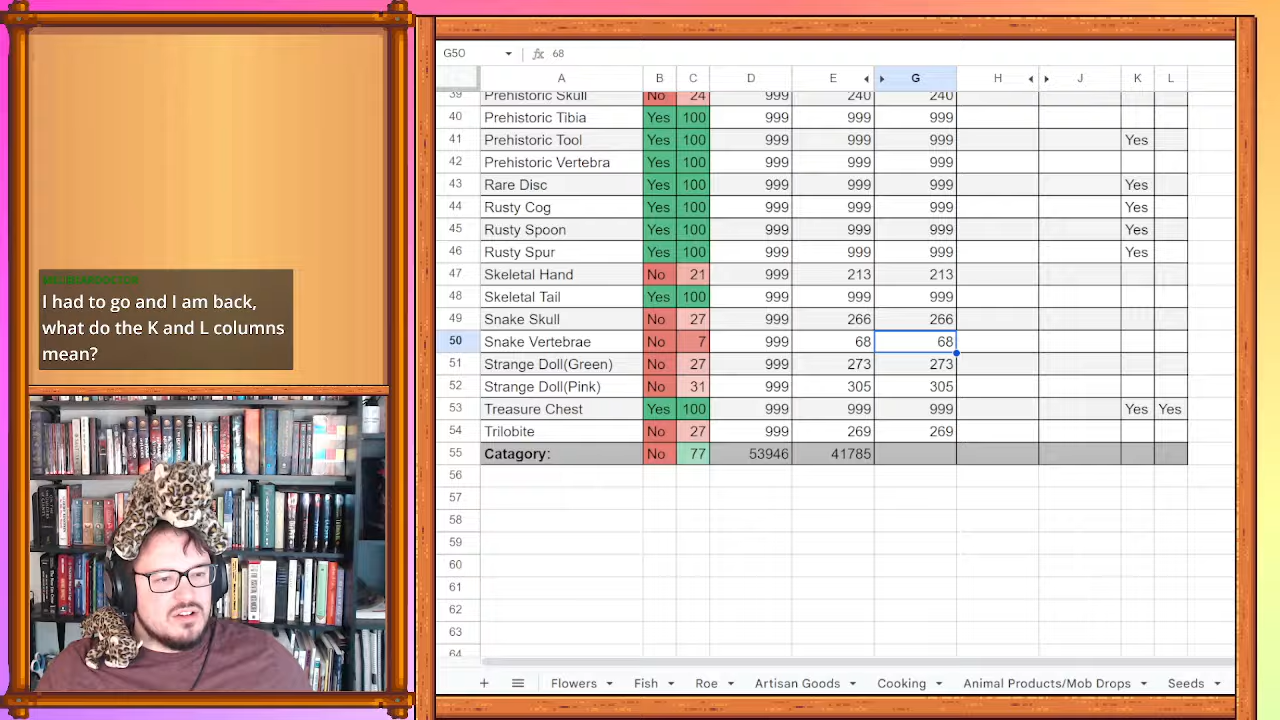 I had to go and I am back,
what do the K and L columns
mean?
G50 fx 68
A B C D E G H J K L
39 Prehistoric Skull No 24 999 240 240
40 Prehistoric Tibia Yes 100 999 999 999
41 Prehistoric Tool Yes 100 999 999 999 Yes
42 Prehistoric Vertebra Yes 100 999 999 999
43 Rare Disc Yes 100 999 999 999 Yes
44 Rusty Cog Yes 100 999 999 999 Yes
45 Rusty Spoon Yes 100 999 999 999 Yes
46 Rusty Spur Yes 100 999 999 999 Yes
47 Skeletal Hand No 21 999 213 213
48 Skeletal Tail Yes 100 999 999 999
49 Snake Skull No 27 999 266 266
50 Snake Vertebrae No 7 999 68 68
51 Strange Doll(Green) No 27 999 273 273
52 Strange Doll(Pink) No 31 999 305 305
53 Treasure Chest Yes 100 999 999 999 Yes Yes
54 Trilobite No 27 999 269 269
55 Catagory: No 77 53946 41785
56
57
58
59
60
61
62
63
64
+ Flowers Fish Roe Artisan Goods Cooking Animal Products/Mob Drops Seeds